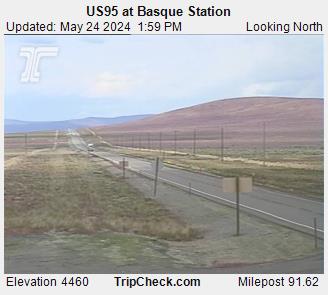 US95 at Basque Station
Updated: May 24 2024 1:59 PM Looking North
Elevation 4460 TripCheck.com Milepost 91.62